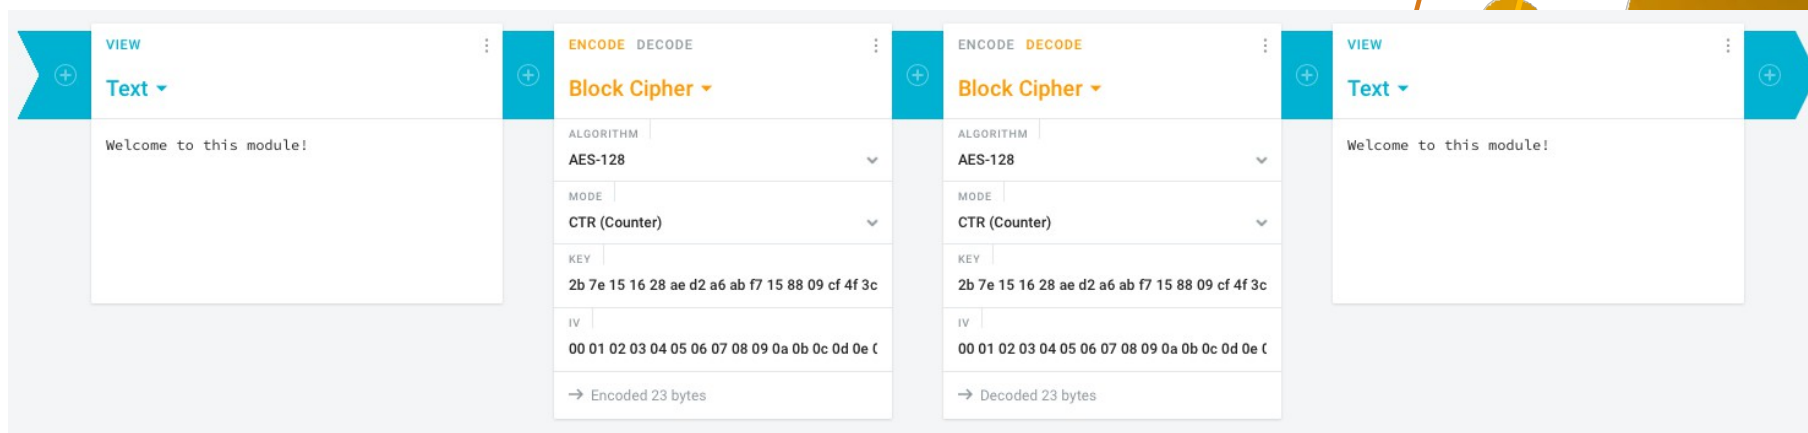 VIEW
Text
Welcome to this module!
ENCODE DECODE
Block Cipher
ALGORITHM
AES-128
MODE
CTR (Counter)
KEY
2b 7e 15 16 28 ae d2 a6 ab f7 15 88 09 cf 4f 3c
IV
00 01 02 03 04 05 06 07 08 09 0a 0b 0c 0d 0e
→ Encoded 23 bytes
ENCODE DECODE
Block Cipher
ALGORITHM
AES-128
MODE
CTR (Counter)
KEY
2b 7e 15 16 28 ae d2 a6 ab f7 15 88 09 cf 4f 3c
IV
00 01 02 03 04 05 06 07 08 09 0a 0b 0c 0d 0e
→ Decoded 23 bytes
VIEW
Text
Welcome to this module!